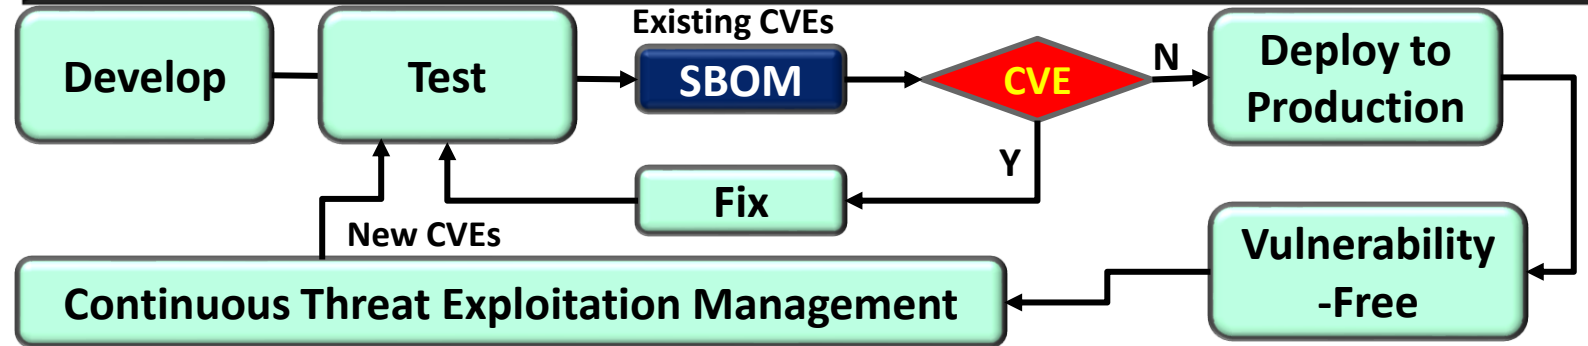 Existing CVEs
Develop
Test
SBOM
CVE
N
Deploy to
Production
Y
Fix
New CVEs
Vulnerability
-Free
Continuous Threat Exploitation Management